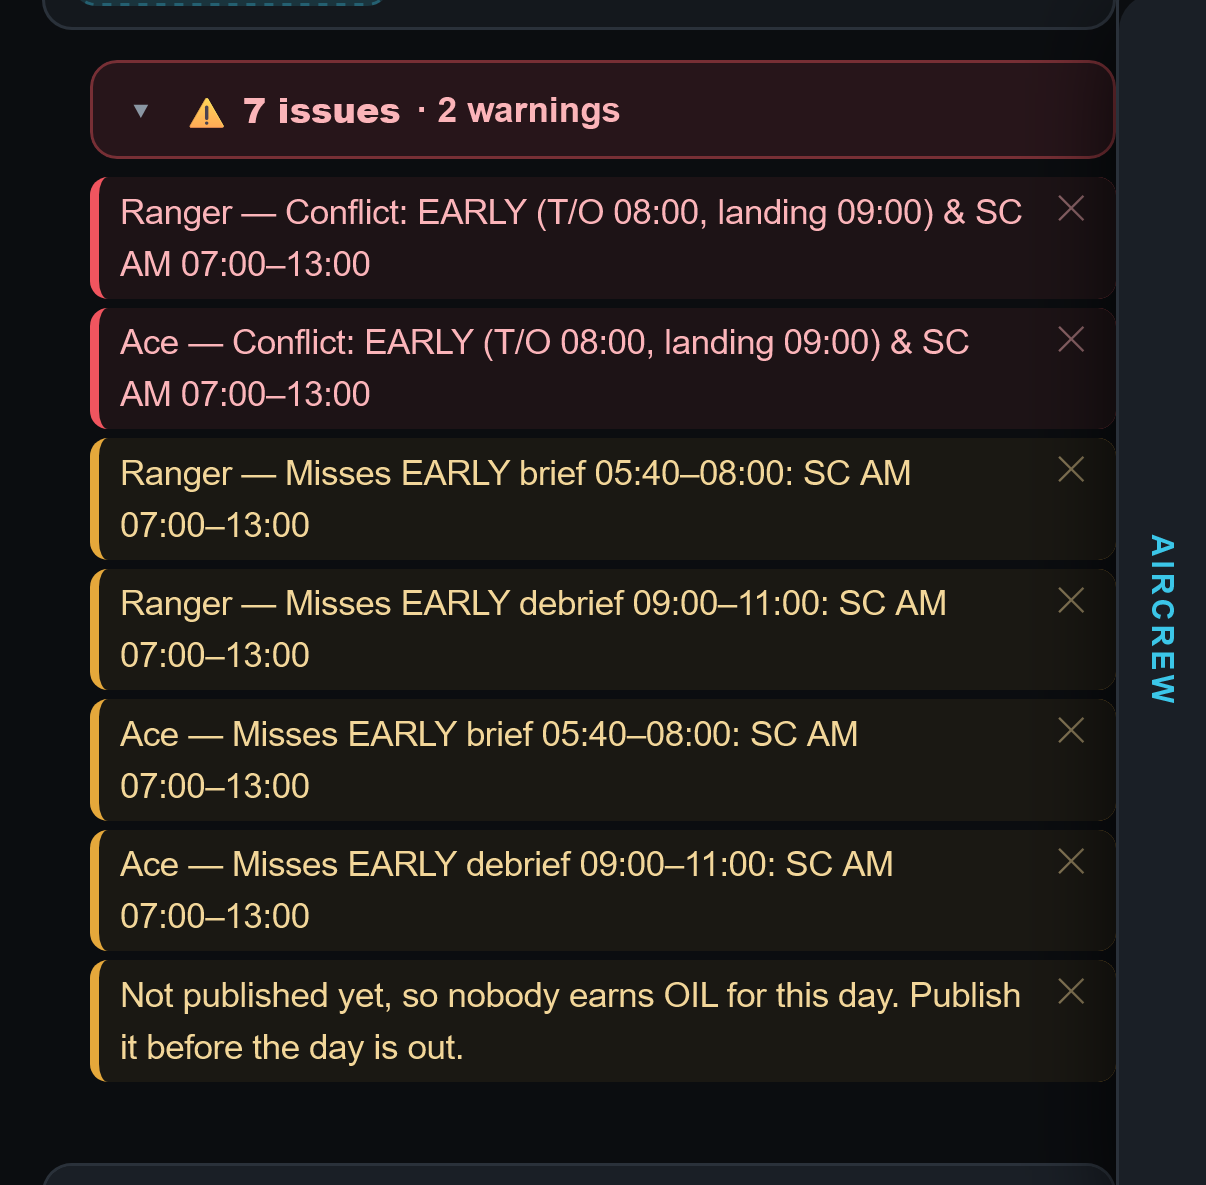 7 issues · 2 warnings
Ranger — Conflict: EARLY (T/O 08:00, landing 09:00) & SC
AM 07:00–13:00
Ace — Conflict: EARLY (T/O 08:00, landing 09:00) & SC
AM 07:00–13:00
Ranger — Misses EARLY brief 05:40–08:00: SC AM
07:00–13:00
Ranger — Misses EARLY debrief 09:00–11:00: SC AM
07:00–13:00
Ace — Misses EARLY brief 05:40–08:00: SC AM
07:00–13:00
Ace — Misses EARLY debrief 09:00–11:00: SC AM
07:00–13:00
Not published yet, so nobody earns OIL for this day. Publish
it before the day is out.
AIRCREW